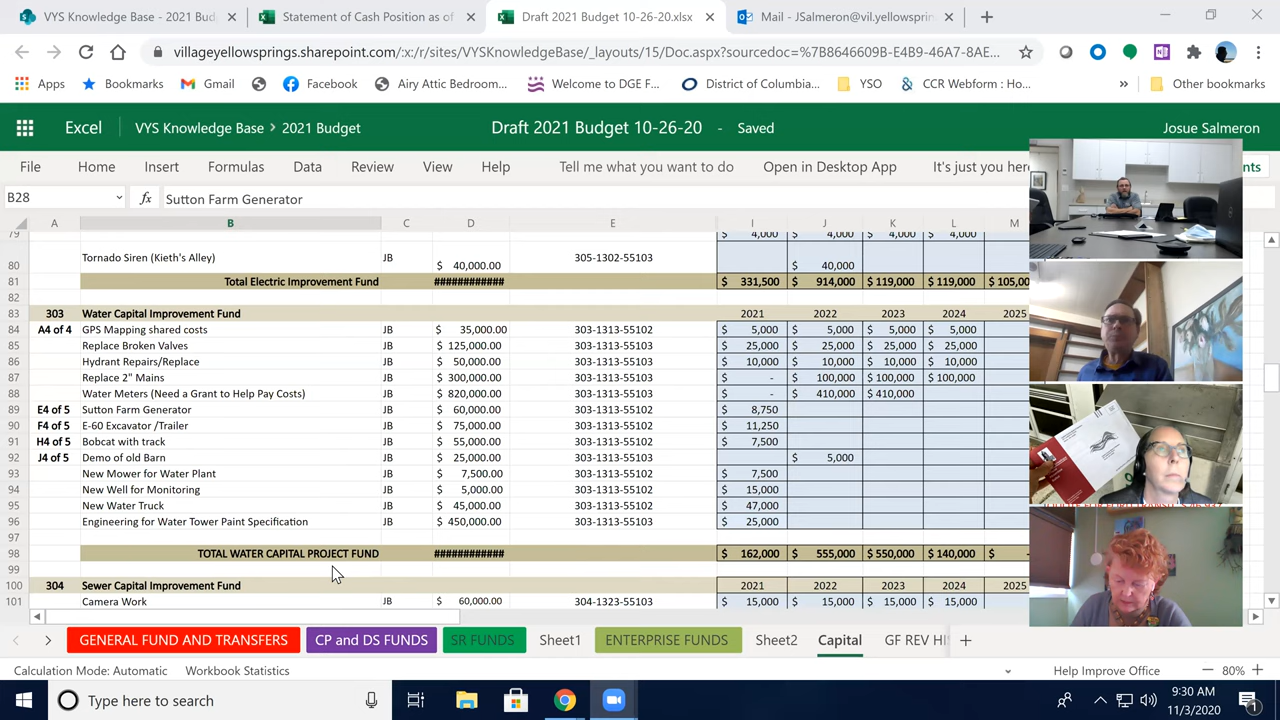 VYS Knowledge Base - 2021 Bud
Statement of Cash Position as of
Draft 2021 Budget 10-26-20.xlsx
Mail - JSalmeron@vil.yellowsprin
villageyellowsprings.sharepoint.com/:x:/r/sites/VYSKnowledgeBase/_layouts/15/Doc.aspx?sourcedoc=%7B8646609B-E4B9-46A7-8AE...
Apps Bookmarks Gmail Facebook Airy Attic Bedroom... Welcome to DGE F... District of Columbia... YSO CCR Webform : Ho... » Other bookmarks
Excel VYS Knowledge Base > 2021 Budget Draft 2021 Budget 10-26-20 - Saved Josue Salmeron
File Home Insert Formulas Data Review View Help Tell me what you want to do Open in Desktop App It's just you here nts
B28 fx Sutton Farm Generator
A B C D E I J K L M
79 4,000 4,000 4,000 4,000
80 Tornado Siren (Kieth's Alley) JB $ 40,000.00 305-1302-55103 $ 40,000
81 Total Electric Improvement Fund ############ $ 331,500 $ 914,000 $ 119,000 $ 119,000 $ 105,00
82
83 303 Water Capital Improvement Fund 2021 2022 2023 2024 2025
84 A4 of 4 GPS Mapping shared costs JB $ 35,000.00 303-1313-55102 $ 5,000 $ 5,000 $ 5,000 $ 5,000
85 Replace Broken Valves JB $ 125,000.00 303-1313-55103 $ 25,000 $ 25,000 $ 25,000 $ 25,000
86 Hydrant Repairs/Replace JB $ 50,000.00 303-1313-55103 $ 10,000 $ 10,000 $ 10,000 $ 10,000
87 Replace 2" Mains JB $ 300,000.00 303-1313-55103 $ - $ 100,000 $ 100,000 $ 100,000
88 Water Meters (Need a Grant to Help Pay Costs) JB $ 820,000.00 303-1313-55103 $ - $ 410,000 $ 410,000
89 E4 of 5 Sutton Farm Generator JB $ 60,000.00 303-1313-55102 $ 8,750
90 F4 of 5 E-60 Excavator /Trailer JB $ 75,000.00 303-1313-55102 $ 11,250
91 H4 of 5 Bobcat with track JB $ 55,000.00 303-1313-55102 $ 7,500
92 J4 of 5 Demo of old Barn JB $ 25,000.00 303-1313-55103 $ 5,000
93 New Mower for Water Plant JB $ 7,500.00 303-1313-55102 $ 7,500
94 New Well for Monitoring JB $ 5,000.00 303-1313-55102 $ 15,000
95 New Water Truck JB $ 45,000.00 303-1313-55102 $ 47,000
96 Engineering for Water Tower Paint Specification JB $ 450,000.00 303-1313-55103 $ 25,000
97
98 TOTAL WATER CAPITAL PROJECT FUND ############ $ 162,000 $ 555,000 $ 550,000 $ 140,000 $ -
99
100 304 Sewer Capital Improvement Fund 2021 2022 2023 2024 2025
101 Camera Work JB $ 60,000.00 304-1323-55103 $ 15,000 $ 15,000 $ 15,000 $ 15,000
GENERAL FUND AND TRANSFERS CP and DS FUNDS SR FUNDS Sheet1 ENTERPRISE FUNDS Sheet2 Capital GF REV HI
Calculation Mode: Automatic Workbook Statistics Help Improve Office 80%
Type here to search 9:30 AM
11/3/2020